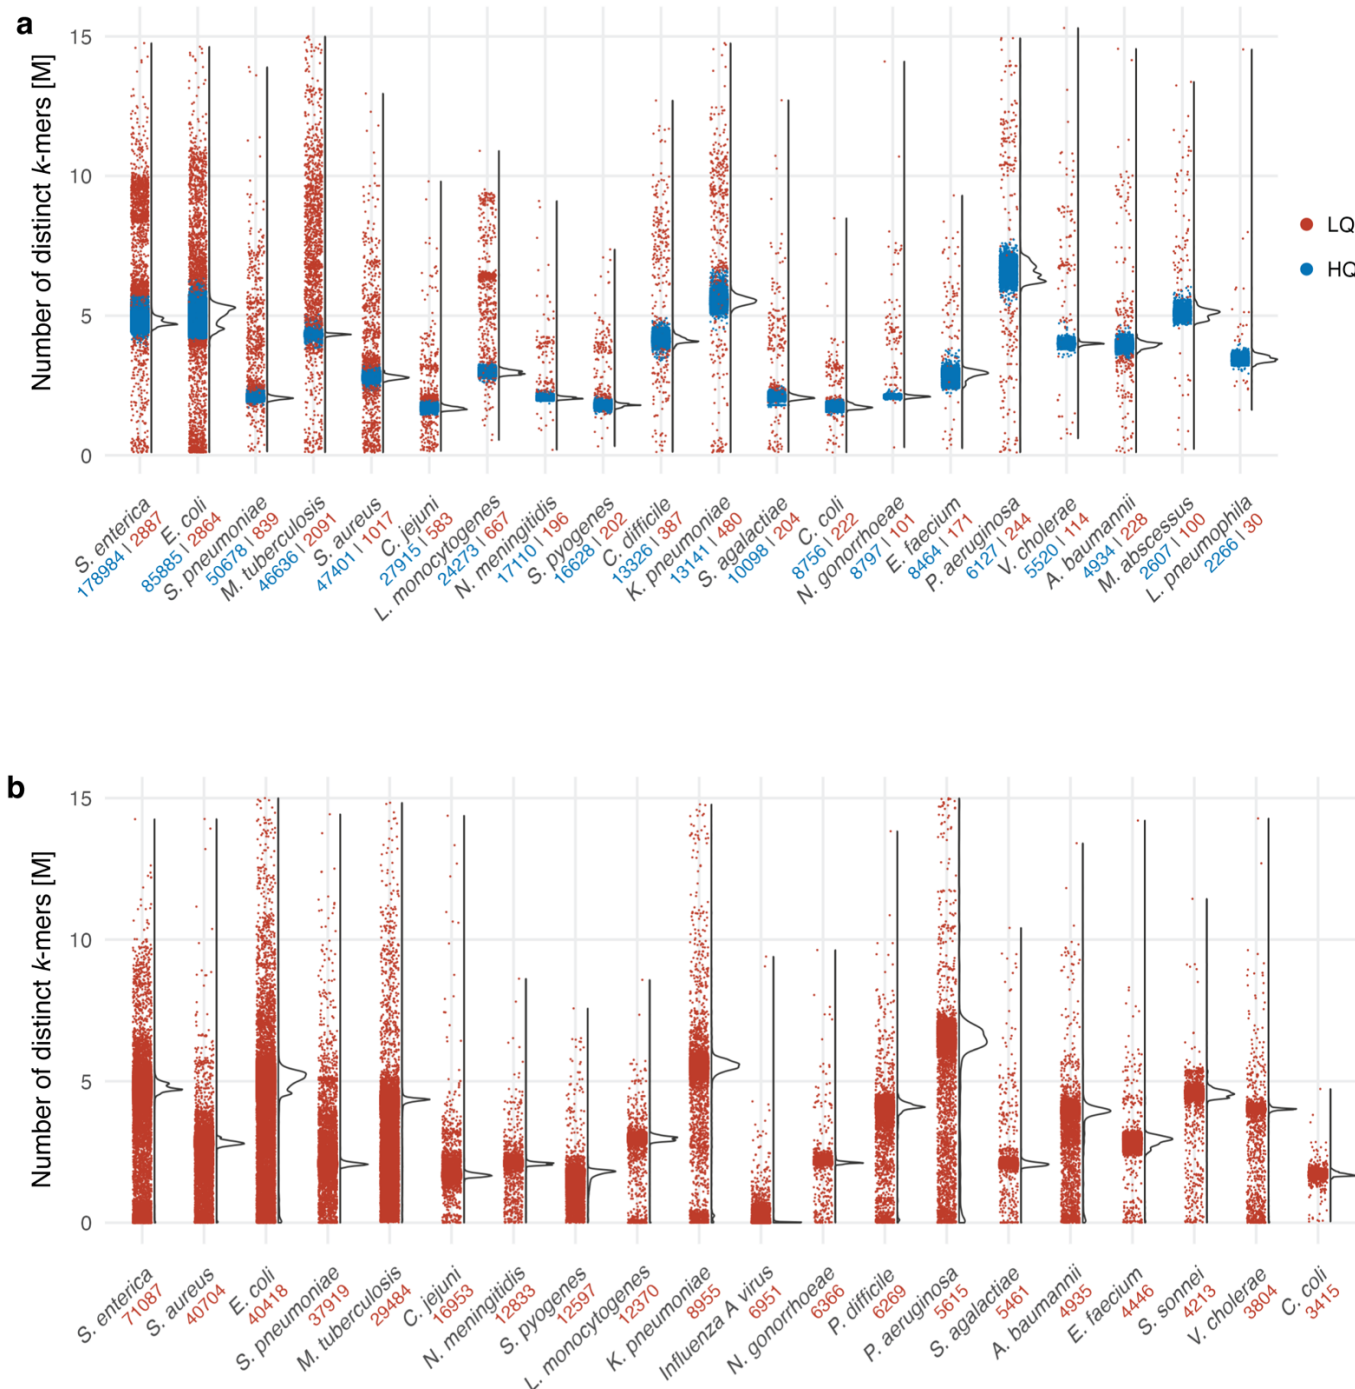 a
Number of distinct k-mers [M]
15
10
5
0
LQ
HQ
S. enterica
178984 | 2887
E. coli
85885 | 2864
S. pneumoniae
50678 | 839
M. tuberculosis
46636 | 2091
S. aureus
47401 | 1017
C. jejuni
27915 | 583
L. monocytogenes
24273 | 667
N. meningitidis
17110 | 196
S. pyogenes
16628 | 202
C. difficile
13326 | 387
K. pneumoniae
13141 | 480
S. agalactiae
10098 | 204
C. coli
8756 | 222
N. gonorrhoeae
8797 | 101
E. faecium
8464 | 171
P. aeruginosa
6127 | 244
V. cholerae
5520 | 114
A. baumannii
4934 | 228
M. abscessus
2607 | 100
L. pneumophila
2266 | 30
b
Number of distinct k-mers [M]
15
10
5
0
S. enterica
71087
S. aureus
40704
E. coli
40418
S. pneumoniae
37919
M. tuberculosis
29484
C. jejuni
16953
N. meningitidis
12833
S. pyogenes
12597
L. monocytogenes
12370
K. pneumoniae
8955
Influenza A virus
6951
N. gonorrhoeae
6366
P. difficile
6269
P. aeruginosa
5615
S. agalactiae
5461
A. baumannii
4935
E. faecium
4446
S. sonnei
4213
V. cholerae
3804
C. coli
3415